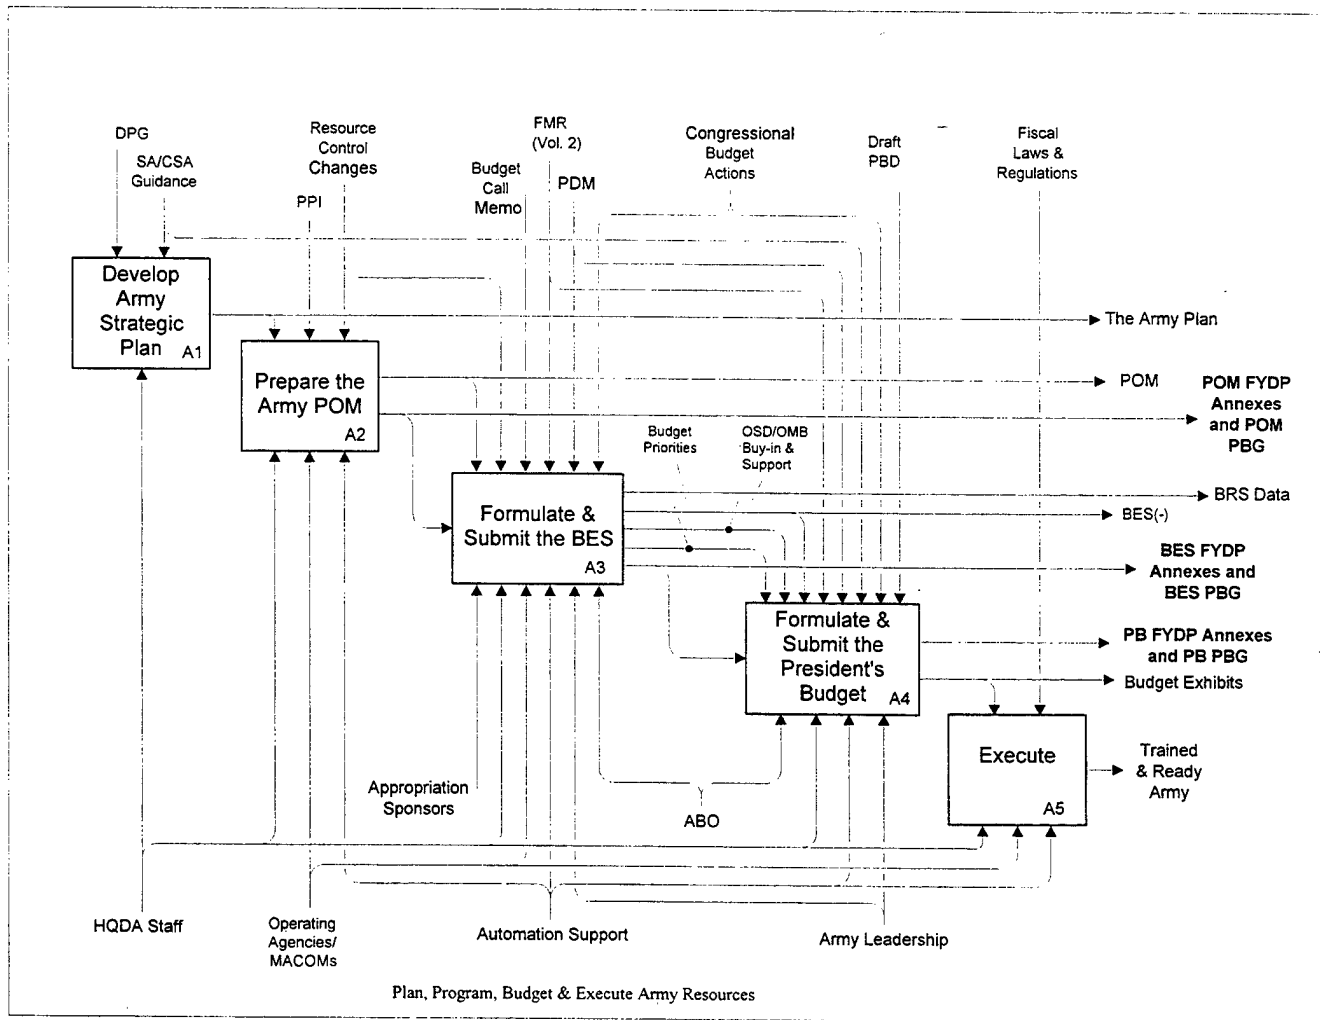 DPG
SA/CSA
Guidance
Resource
Control
Changes
PPI
Budget
Call
Memo
FMR
(Vol. 2)
PDM
Congressional
Budget
Actions
Draft
PBD
Fiscal
Laws &
Regulations
Develop
Army
Strategic
Plan A1
The Army Plan
Prepare the
Army POM
A2
POM
POM FYDP
Annexes
and POM
PBG
Budget
Priorities
OSD/OMB
Buy-in &
Support
Formulate &
Submit the BES
A3
BRS Data
BES(-)
BES FYDP
Annexes and
BES PBG
Formulate &
Submit the
President's
Budget A4
PB FYDP Annexes
and PB PBG
Budget Exhibits
Execute
A5
Trained
& Ready
Army
Appropriation
Sponsors
ABO
HQDA Staff
Operating
Agencies/
MACOMs
Automation Support
Army Leadership
Plan, Program, Budget & Execute Army Resources